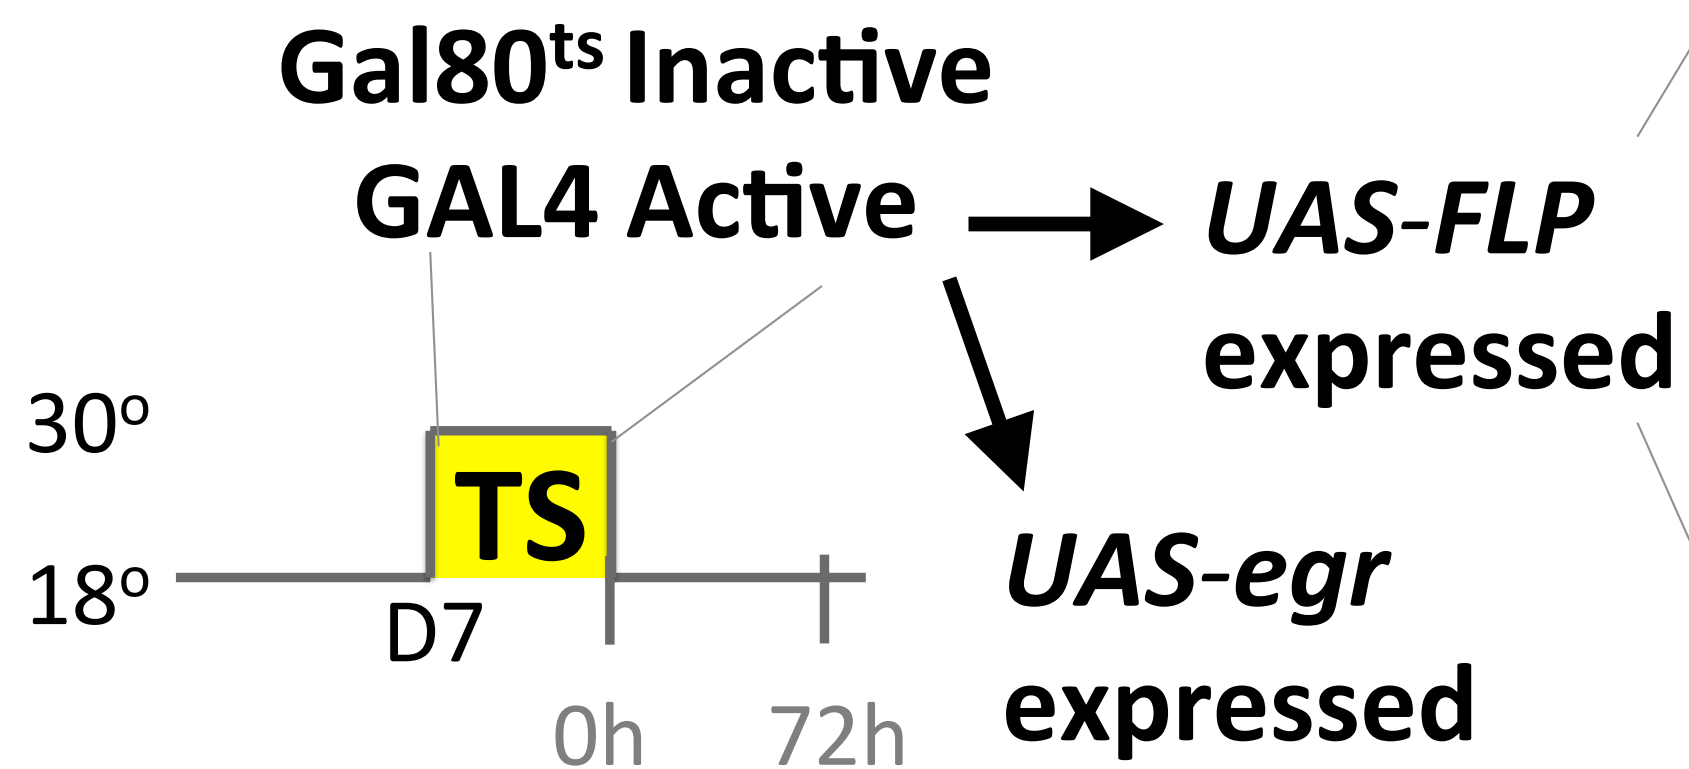 Gal80ts Inactive
GAL4 Active
UAS-FLP
expressed
30o
TS
18o
D7
UAS-egr
expressed
0h
72h